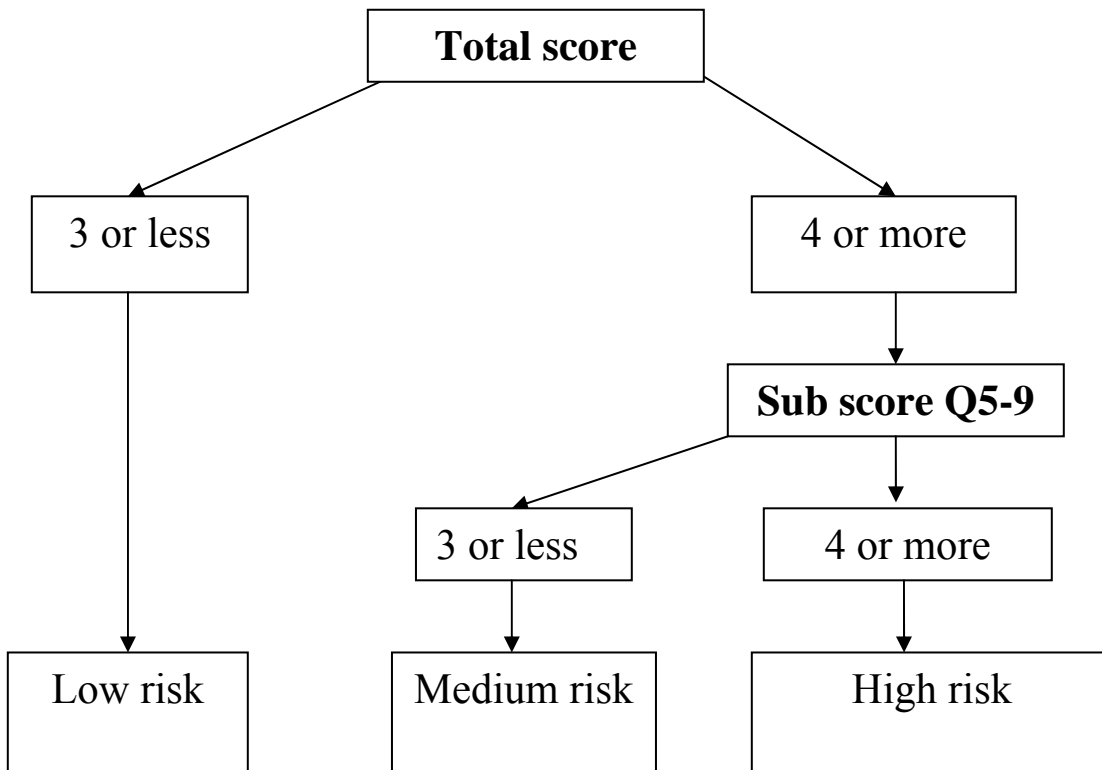 Total score
3 or less
4 or more
Sub score Q5-9
3 or less
4 or more
Low risk
Medium risk
High risk